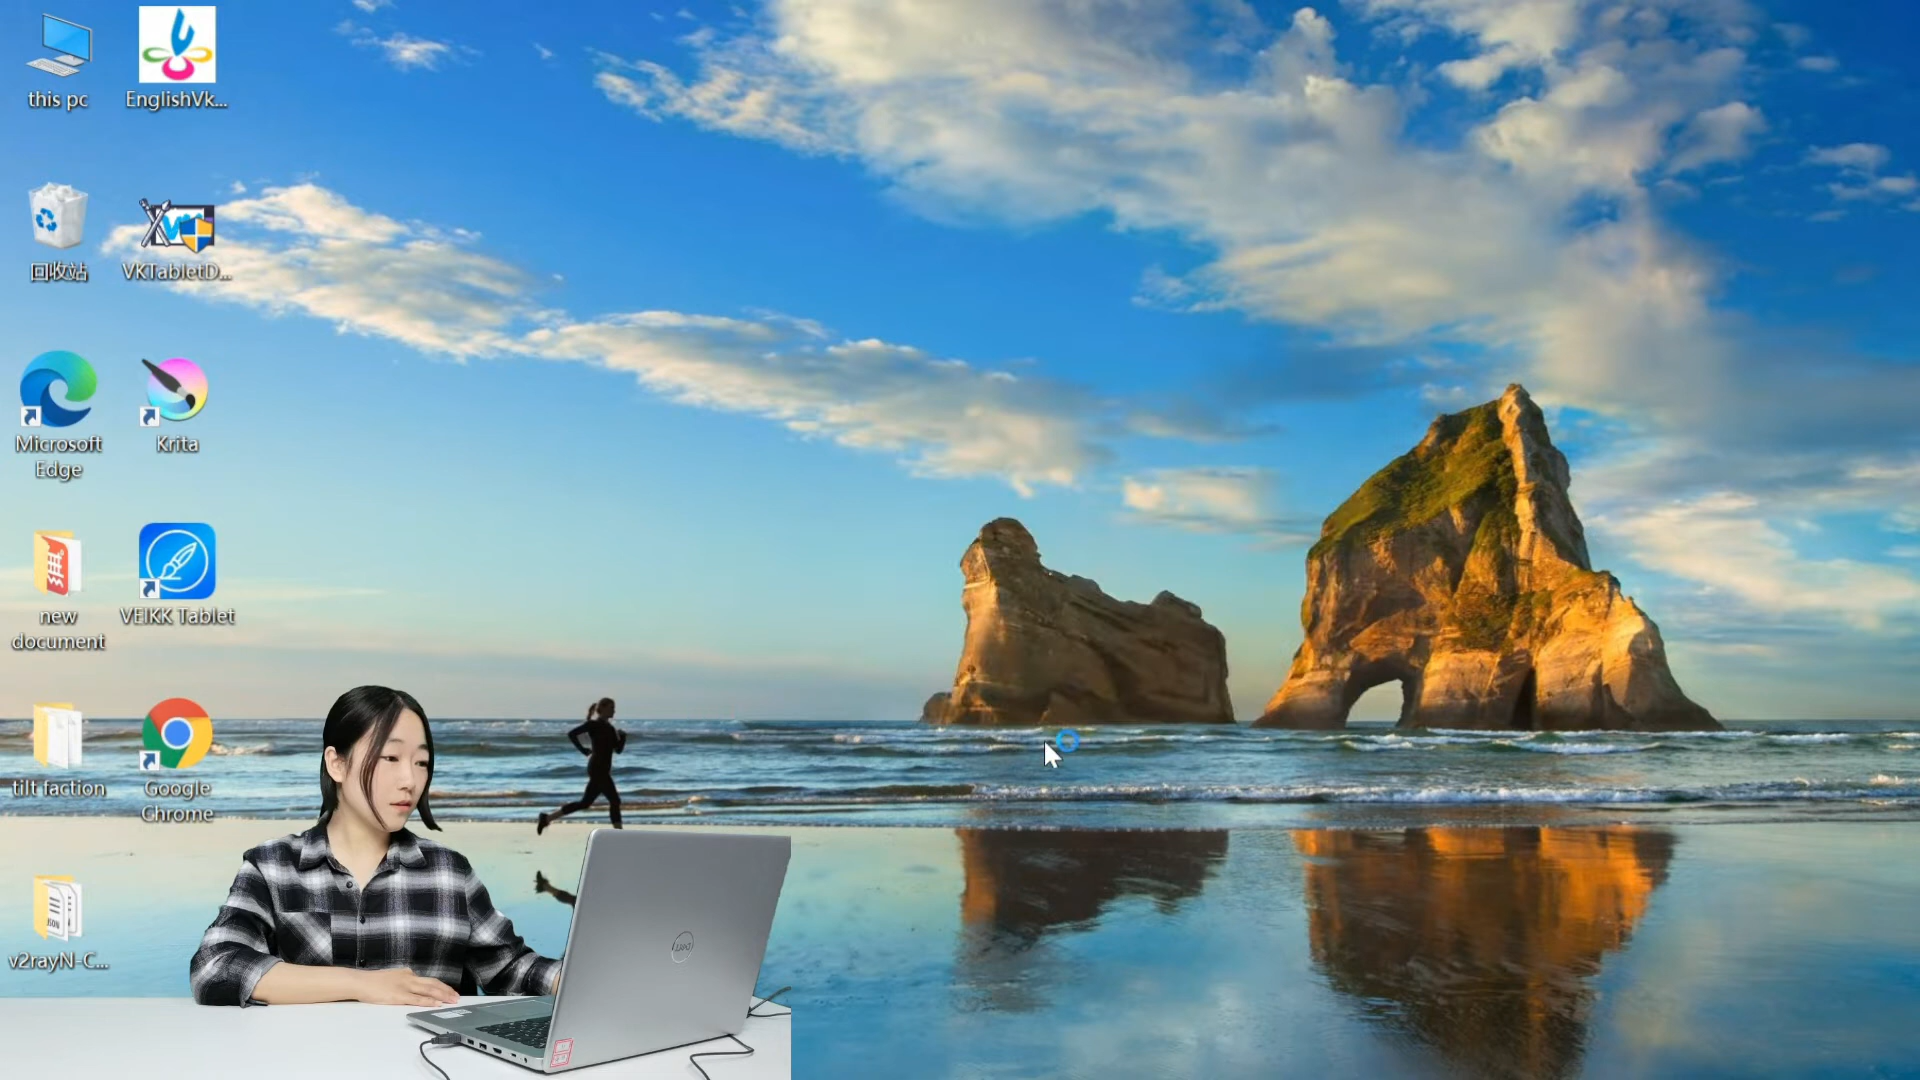 this pc
EnglishVk...
回收站
VKTabletD...
Microsoft
Edge
Krita
new
document
VEIKK Tablet
tilt faction
Google
Chrome
v2rayN-C...
DELL